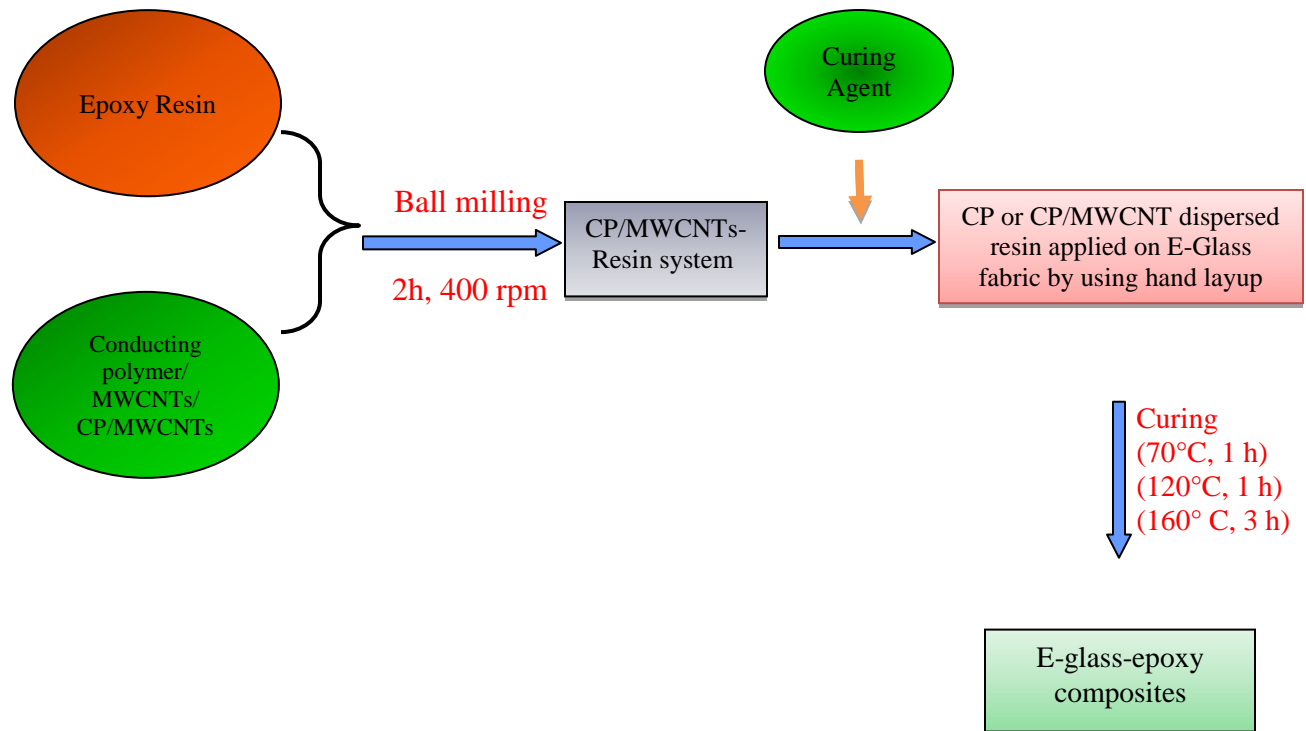 Epoxy Resin
Conducting
polymer/
MWCNTs/
CP/MWCNTs
Ball milling
2h, 400 rpm
CP/MWCNTs-
Resin system
Curing
Agent
CP or CP/MWCNT dispersed
resin applied on E-Glass
fabric by using hand layup
Curing
(70°C, 1 h)
(120°C, 1 h)
(160° C, 3 h)
E-glass-epoxy
composites